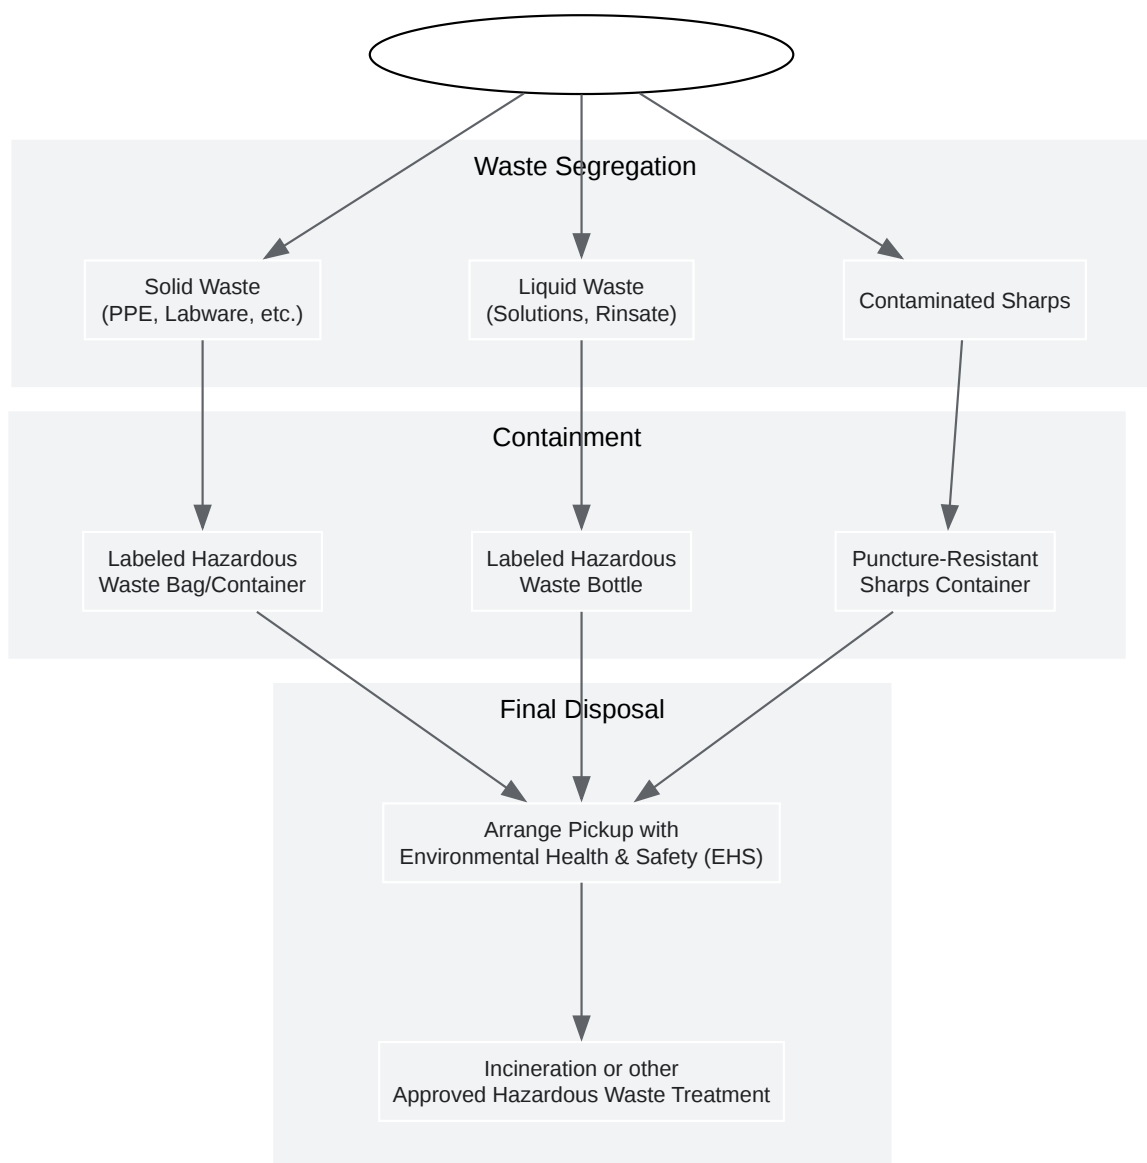 Waste Segregation
Solid Waste
(PPE, Labware, etc.)
Liquid Waste
(Solutions, Rinsate)
Contaminated Sharps
Containment
Labeled Hazardous
Waste Bag/Container
Labeled Hazardous
Waste Bottle
Puncture-Resistant
Sharps Container
Final Disposal
Arrange Pickup with
Environmental Health & Safety (EHS)
Incineration or other
Approved Hazardous Waste Treatment